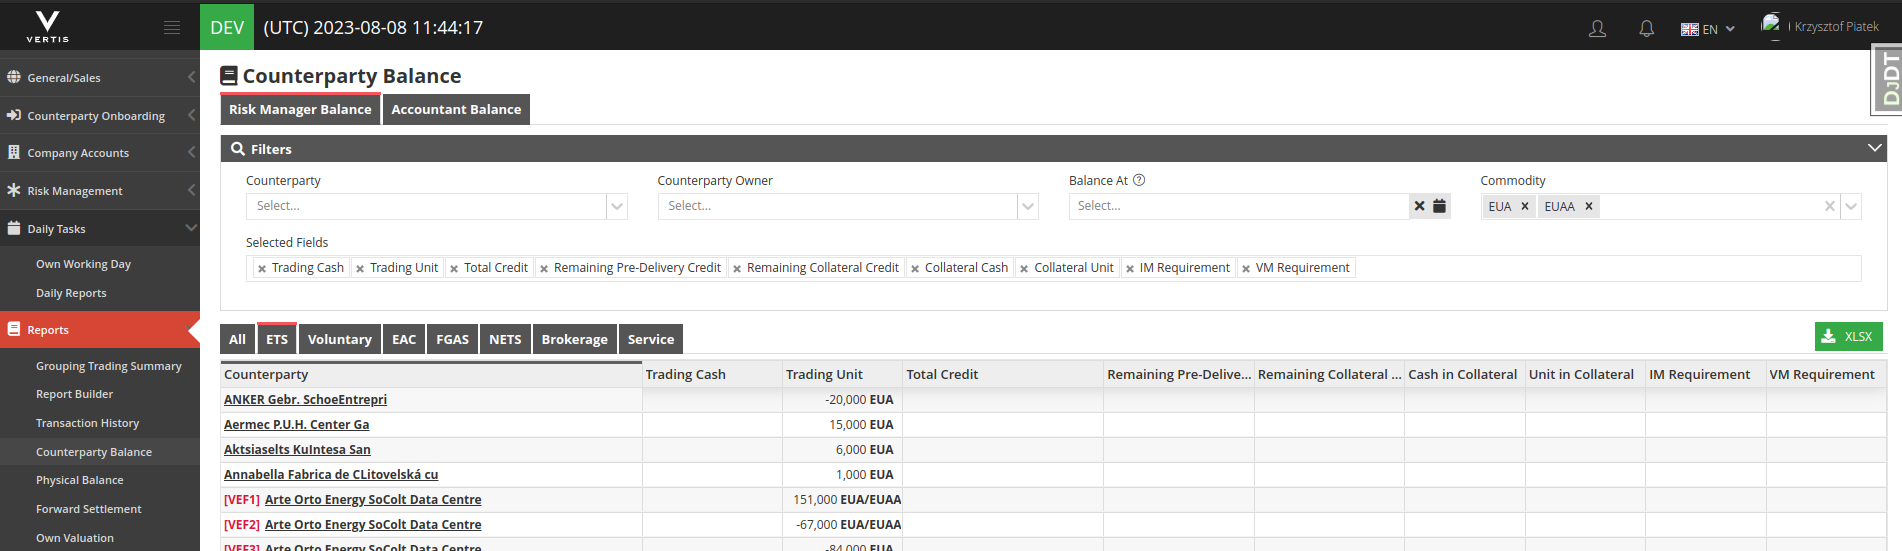 VERTIS
DEV (UTC) 2023-08-08 11:44:17 EN Krzysztof Piatek
DJDT
General/Sales
Counterparty Onboarding
Company Accounts
Risk Management
Daily Tasks
Own Working Day
Daily Reports
Reports
Grouping Trading Summary
Report Builder
Transaction History
Counterparty Balance
Physical Balance
Forward Settlement
Own Valuation
Counterparty Balance
Risk Manager Balance Accountant Balance
Filters
Counterparty Counterparty Owner Balance At Commodity
Select... Select... Select... EUA EUAA
Selected Fields
Trading Cash Trading Unit Total Credit Remaining Pre-Delivery Credit Remaining Collateral Credit Collateral Cash Collateral Unit IM Requirement VM Requirement
All ETS Voluntary EAC FGAS NETS Brokerage Service XLSX
Counterparty Trading Cash Trading Unit Total Credit Remaining Pre-Delive... Remaining Collateral ... Cash in Collateral Unit in Collateral IM Requirement VM Requirement
ANKER Gebr. SchoeEntrepri -20,000 EUA
Aermec P.U.H. Center Ga 15,000 EUA
Aktsiaselts KuIntesa San 6,000 EUA
Annabella Fabrica de CLitovelská cu 1,000 EUA
[VEF1] Arte Orto Energy SoColt Data Centre 151,000 EUA/EUAA
[VEF2] Arte Orto Energy SoColt Data Centre -67,000 EUA/EUAA
[VEF3] Arte Orto Energy SoColt Data Centre -84,000 EUA